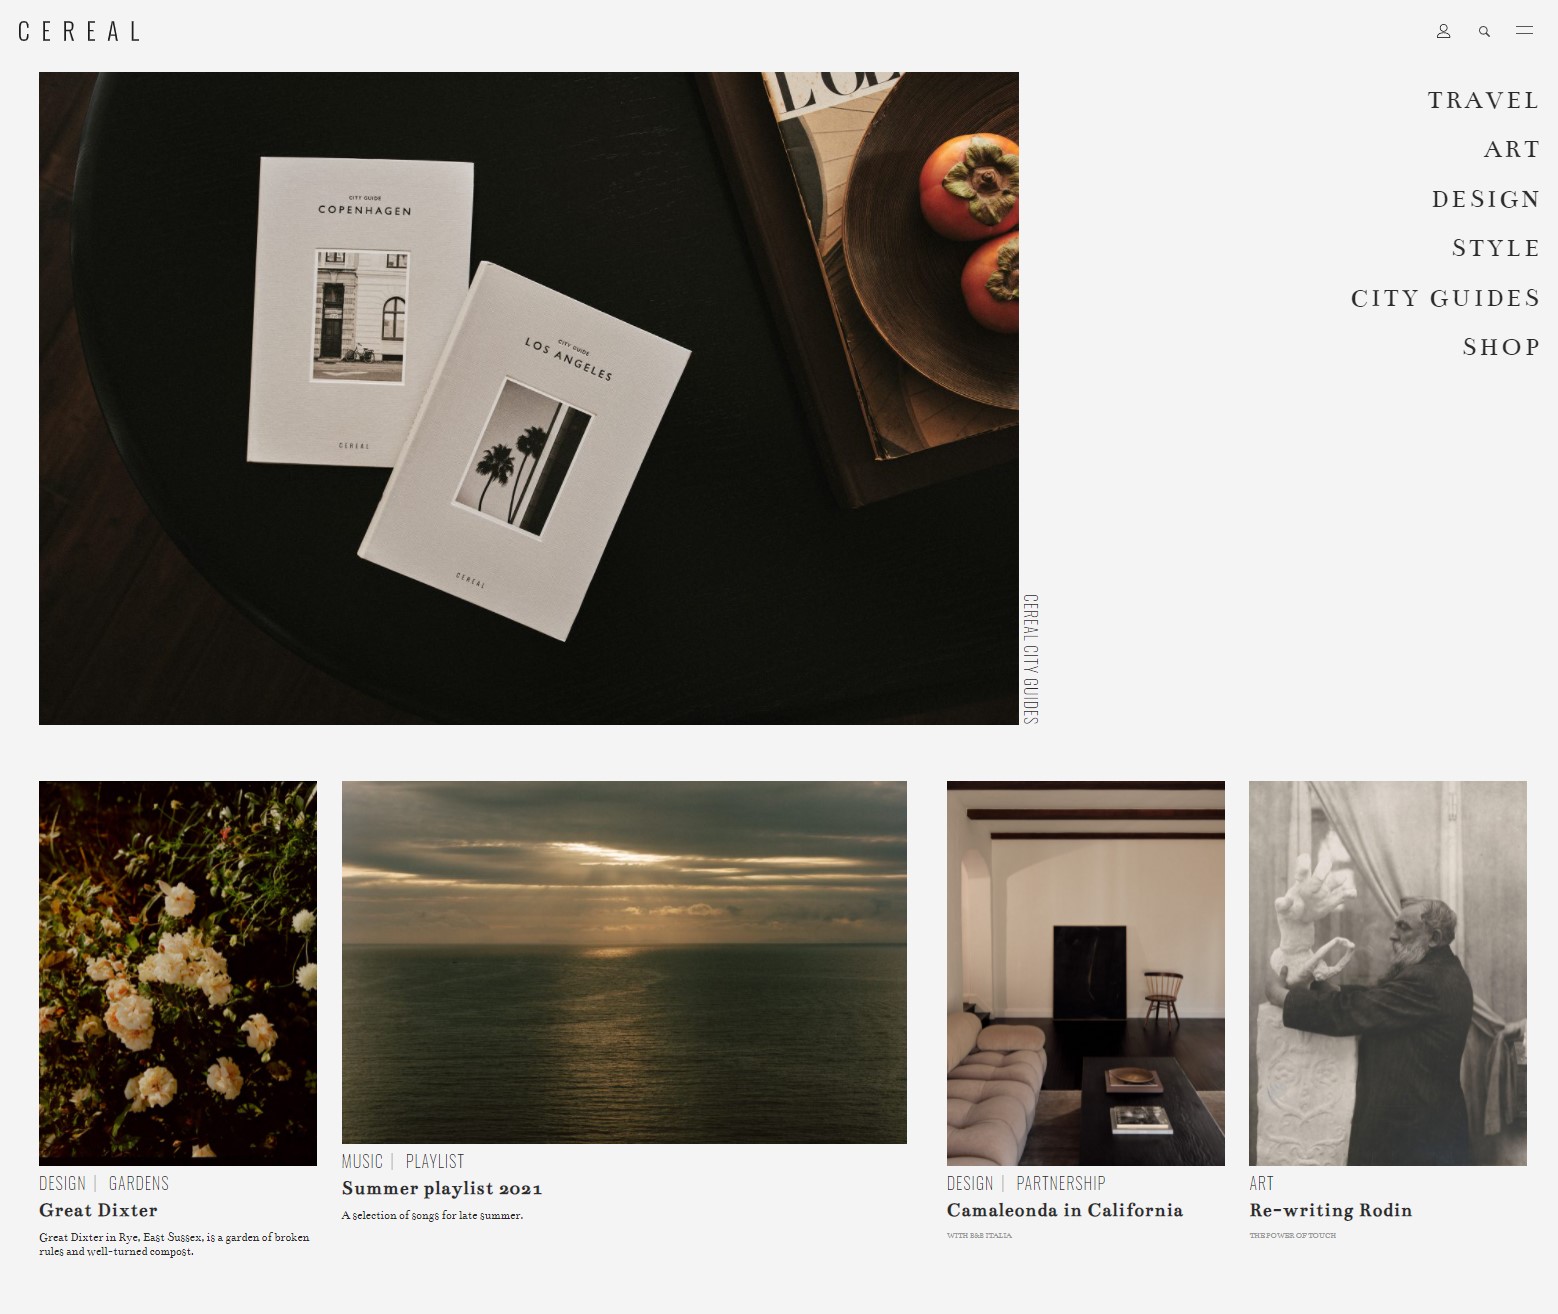 CEREAL
TRAVEL
ART
DESIGN
STYLE
CITY GUIDES
SHOP
CITY GUIDE
COPENHAGEN
CEREAL
CITY GUIDE
LOS ANGELES
CEREAL
CEREAL CITY GUIDES
DESIGN | GARDENS
Great Dixter
Great Dixter in Rye, East Sussex, is a garden of broken
rules and well-turned compost.
MUSIC | PLAYLIST
Summer playlist 2021
A selection of songs for late summer.
DESIGN | PARTNERSHIP
Camaleonda in California
WITH B&B ITALIA
ART
Re-writing Rodin
THE POWER OF TOUCH